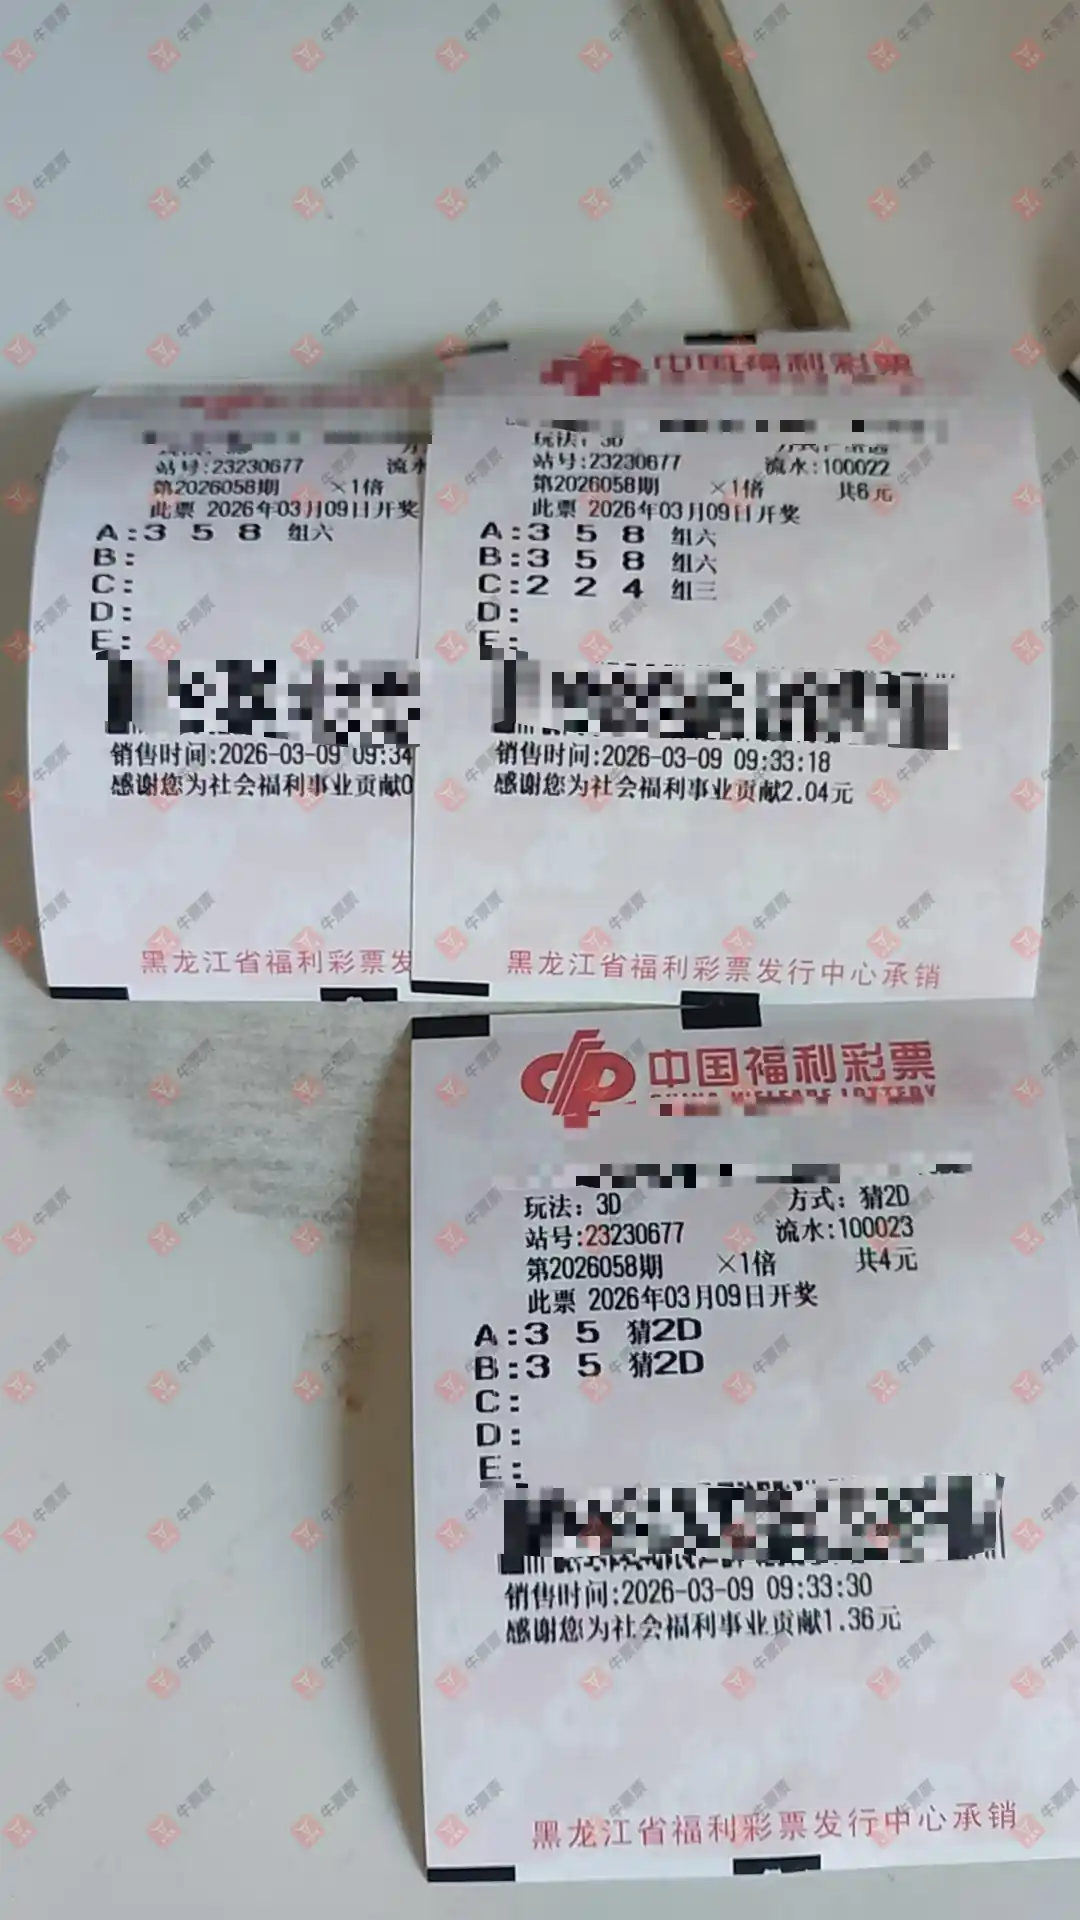 站号:23230677 流水
第2026058期 ×1倍
此票 2026年03月09日开奖
A:3 5 8 组六
B:
C:
D:
E:
销售时间:2026-03-09 09:34
感谢您为社会福利事业贡献0
黑龙江省福利彩票发
中国福利彩票
玩法: 3D
站号:23230677 流水:100022
第2026058期 ×1倍 共6元
此票 2026年03月09日开奖
A:3 5 8 组六
B:3 5 8 组六
C:2 2 4 组三
D:
E:
销售时间:2026-03-09 09:33:18
感谢您为社会福利事业贡献2.04元
黑龙江省福利彩票发行中心承销
中国福利彩票
CHINA WELFARE LOTTERY
玩法: 3D 方式: 猜2D
站号:23230677 流水:100023
第2026058期 ×1倍 共4元
此票 2026年03月09日开奖
A:3 5 猜2D
B:3 5 猜2D
C:
D:
E:
销售时间:2026-03-09 09:33:30
感谢您为社会福利事业贡献1.36元
黑龙江省福利彩票发行中心承销
牛票票